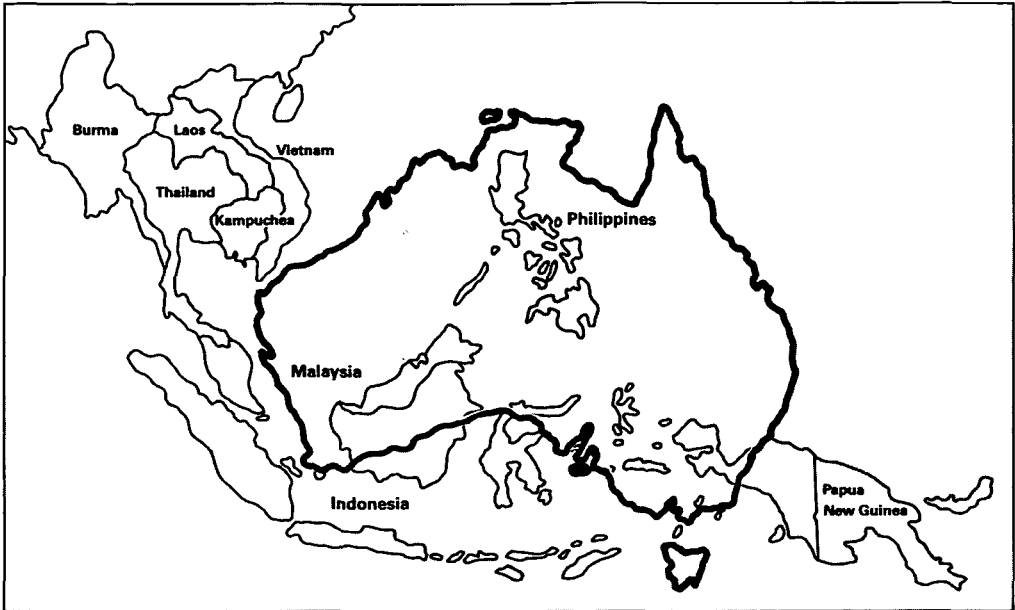 Burma
Laos
Vietnam
Thailand
Kampuchea
Philippines
Malaysia
Indonesia
Papua
New Guinea